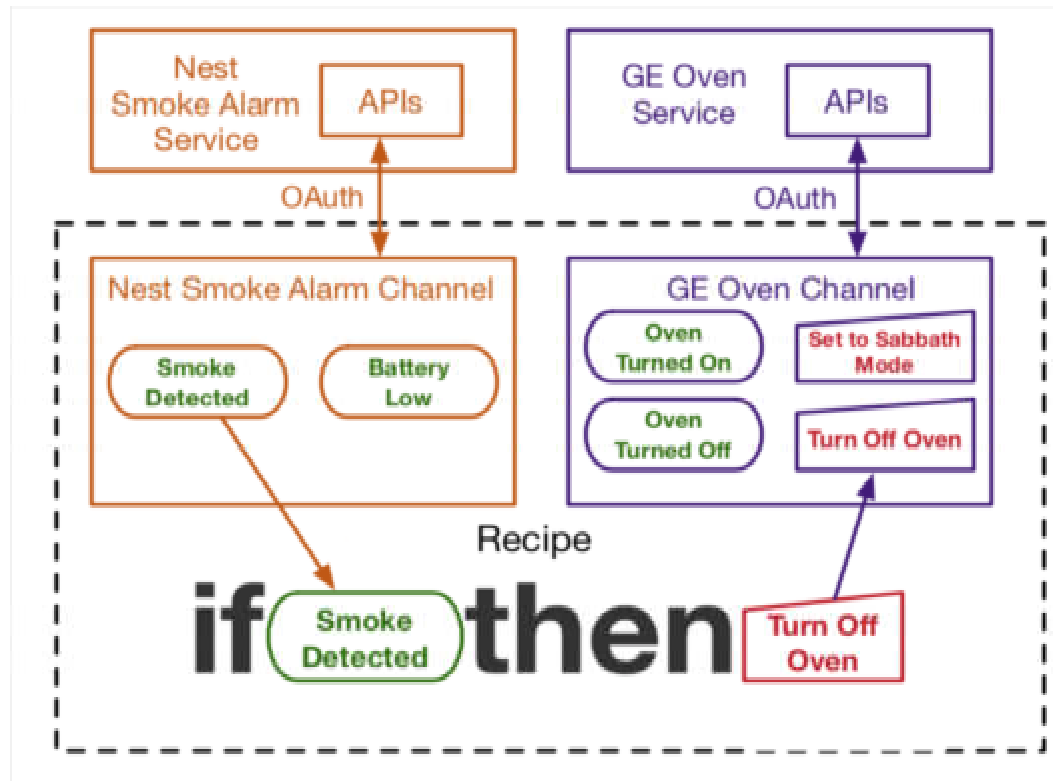 Nest
Smoke Alarm
Service
APIs
GE Oven
Service
APIs
OAuth
OAuth
Nest Smoke Alarm Channel
Smoke
Detected
Battery
Low
GE Oven Channel
Oven
Turned On
Set to Sabbath
Mode
Oven
Turned Off
Turn Off Oven
Recipe
if
Smoke
Detected
then
Turn Off
Oven